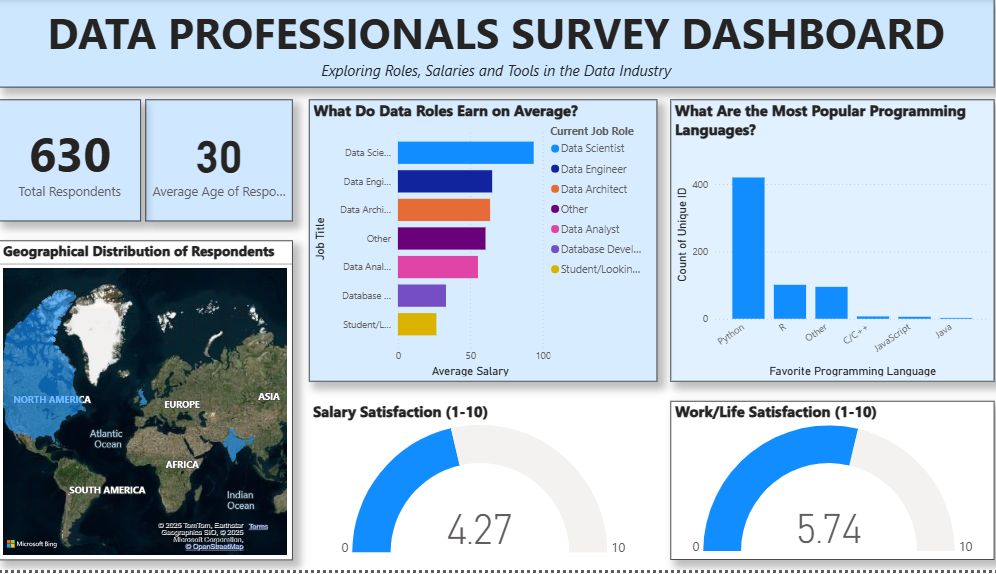 DATA PROFESSIONALS SURVEY DASHBOARD
Exploring Roles, Salaries and Tools in the Data Industry
630
Total Respondents
30
Average Age of Respo...
Geographical Distribution of Respondents
NORTH AMERICA
EUROPE
ASIA
Atlantic
Ocean
AFRICA
SOUTH AMERICA
Indian
Ocean
© 2025 TomTom, Earthstar
Geographics SIO, © 2025
Microsoft Corporation,
© OpenStreetMap
Terms
Microsoft Bing
What Do Data Roles Earn on Average?
Job Title
Data Scie...
Data Engi...
Data Archi...
Other
Data Anal...
Database ...
Student/L...
0
50
100
Average Salary
Current Job Role
Data Scientist
Data Engineer
Data Architect
Other
Data Analyst
Database Devel...
Student/Lookin...
What Are the Most Popular Programming
Languages?
Count of Unique ID
400
200
0
Python
R
Other
C/C++
JavaScript
Java
Favorite Programming Language
Salary Satisfaction (1-10)
4.27
0
10
Work/Life Satisfaction (1-10)
5.74
0
10